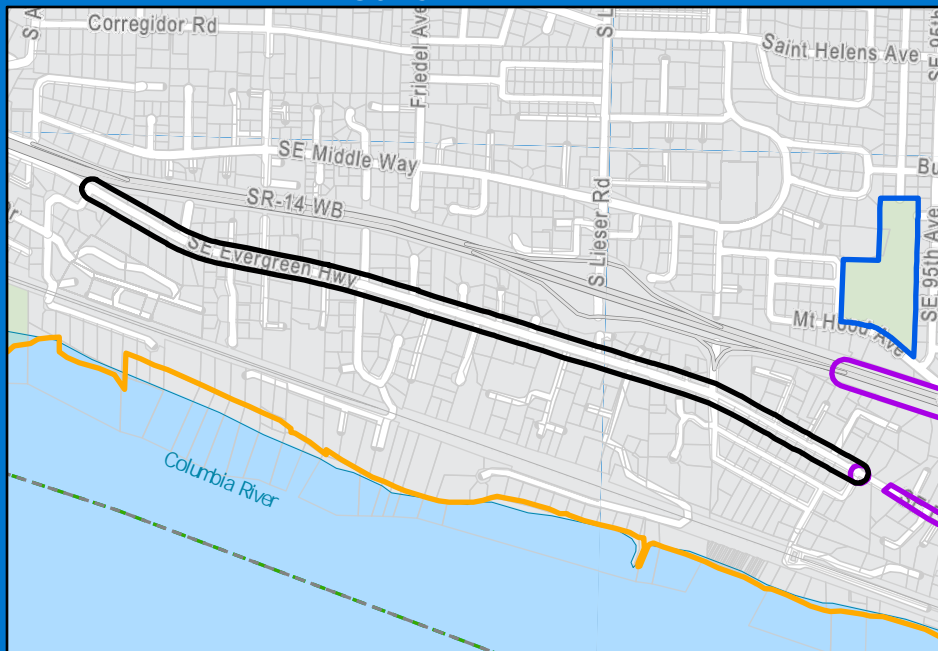 S A
Corregidor Rd
Friedel Ave
S L
Saint Helens Ave
SE 95th
SE Middle Way
Bu
SR-14 WB
S Lieser Rd
SE Evergreen Hwy
SE 95th Ave
Mt Hood Ave
Columbia River